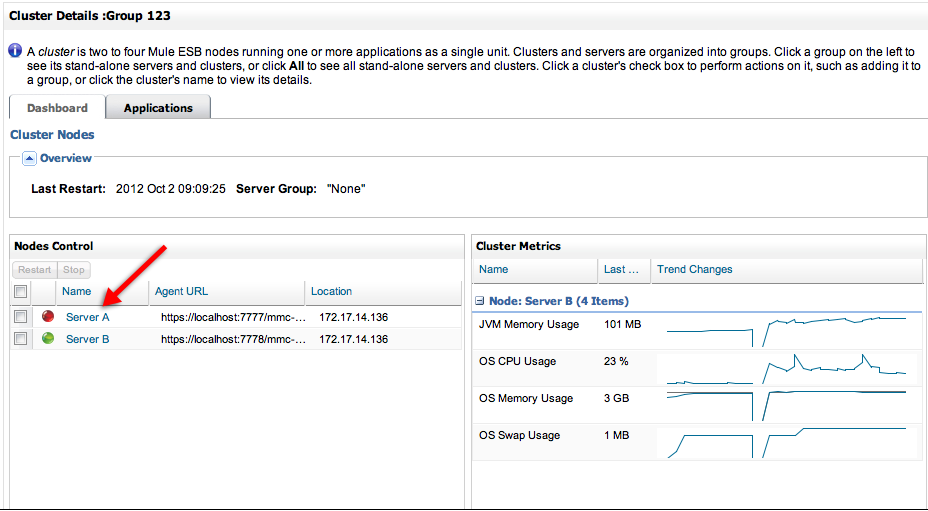 Cluster Details :Group 123
A cluster is two to four Mule ESB nodes running one or more applications as a single unit. Clusters and servers are organized into groups. Click a group on the left to
see its stand-alone servers and clusters, or click All to see all stand-alone servers and clusters. Click a cluster's check box to perform actions on it, such as adding it to
a group, or click the cluster's name to view its details.
Dashboard Applications
Cluster Nodes
Overview
Last Restart: 2012 Oct 2 09:09:25 Server Group: "None"
Nodes Control
Restart Stop
Name Agent URL Location
Server A https://localhost:7777/mmc-... 172.17.14.136
Server B https://localhost:7778/mmc-... 172.17.14.136
Cluster Metrics
Name Last ... Trend Changes
Node: Server B (4 Items)
JVM Memory Usage 101 MB
OS CPU Usage 23 %
OS Memory Usage 3 GB
OS Swap Usage 1 MB